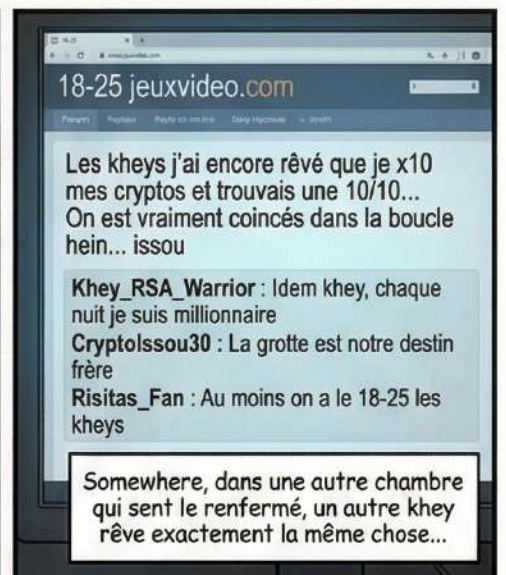 18-25 jeuxvideo.com
Forum
Les kheys j'ai encore rêvé que je x10
mes cryptos et trouvais une 10/10...
On est vraiment coincés dans la boucle
hein... issou
Khey_RSA_Warrior : Idem khey, chaque
nuit je suis millionnaire
CryptoIssou30 : La grotte est notre destin
frère
Risitas_Fan : Au moins on a le 18-25 les
kheys
Somewhere, dans une autre chambre
qui sent le renfermé, un autre khey
rêve exactement la même chose...